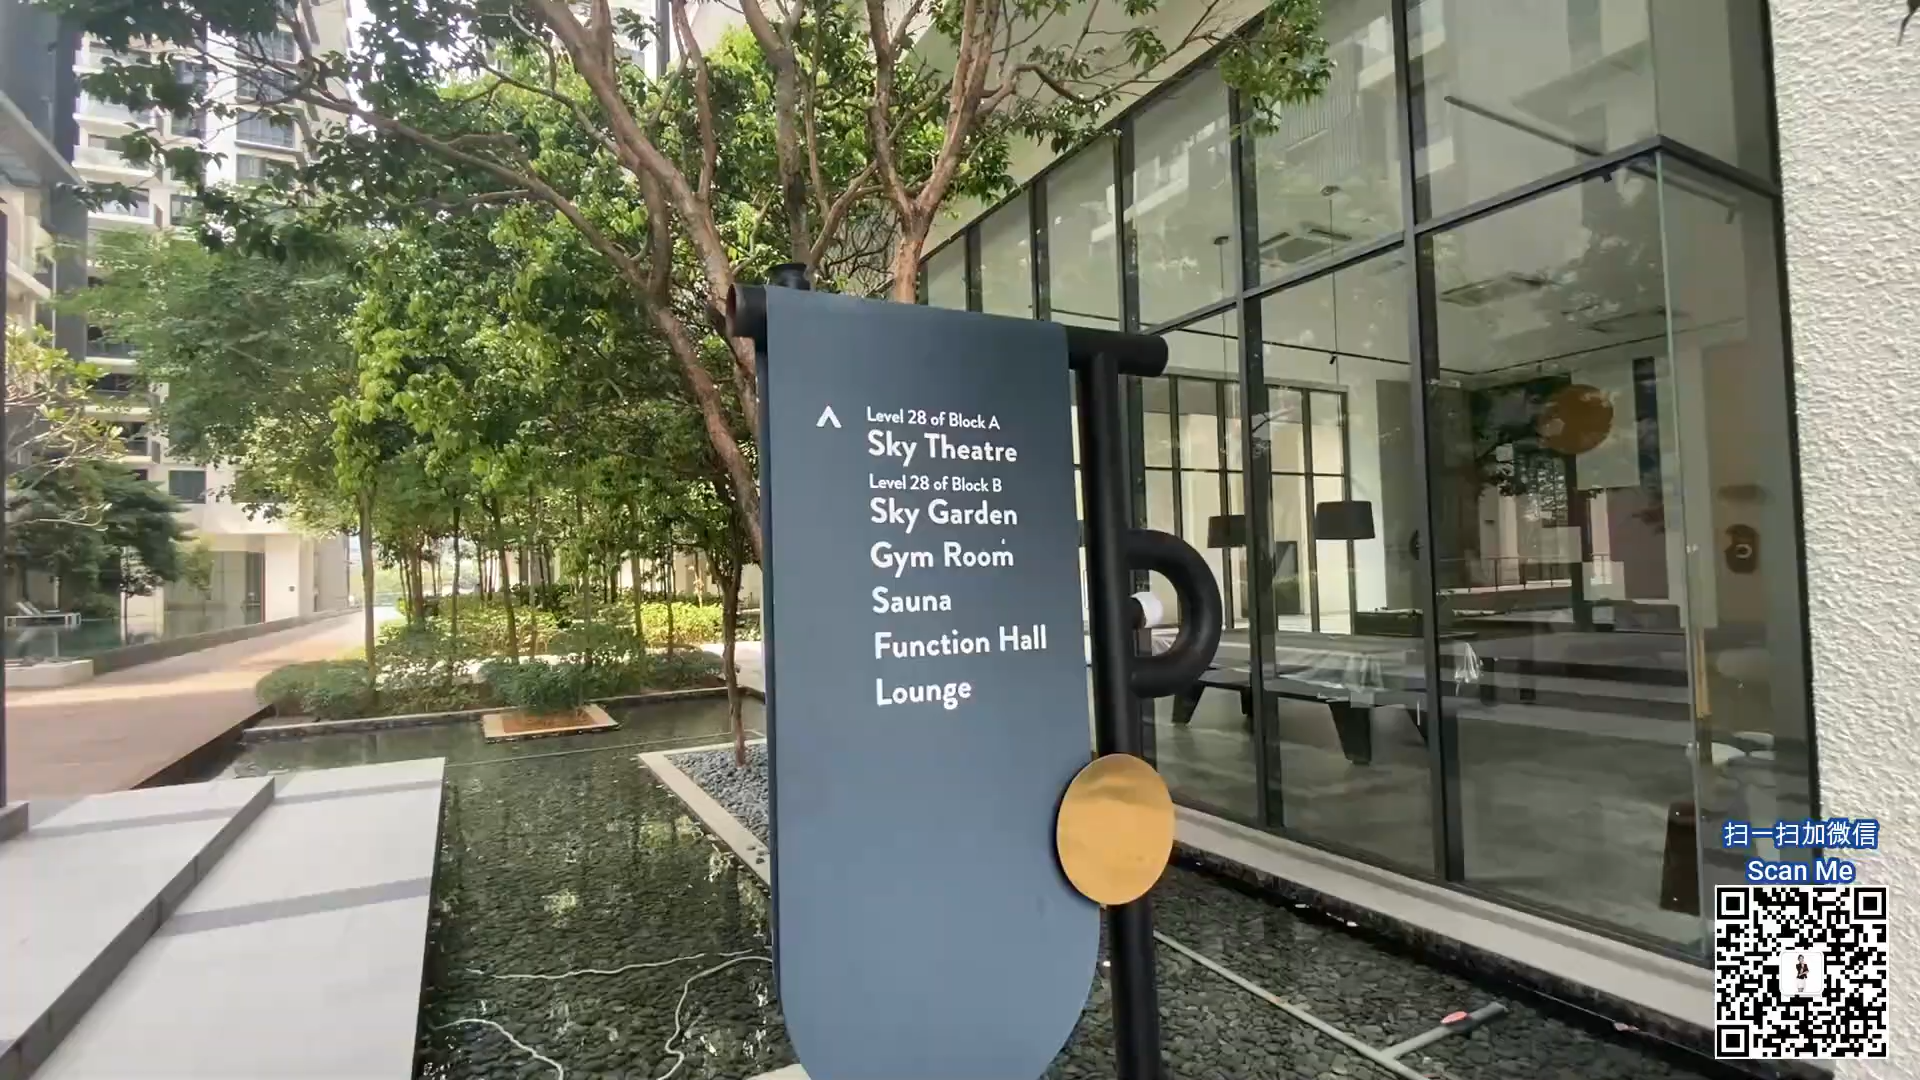 Level 28 of Block A
Sky Theatre
Level 28 of Block B
Sky Garden
Gym Room
Sauna
Function Hall
Lounge
扫一扫加微信
Scan Me